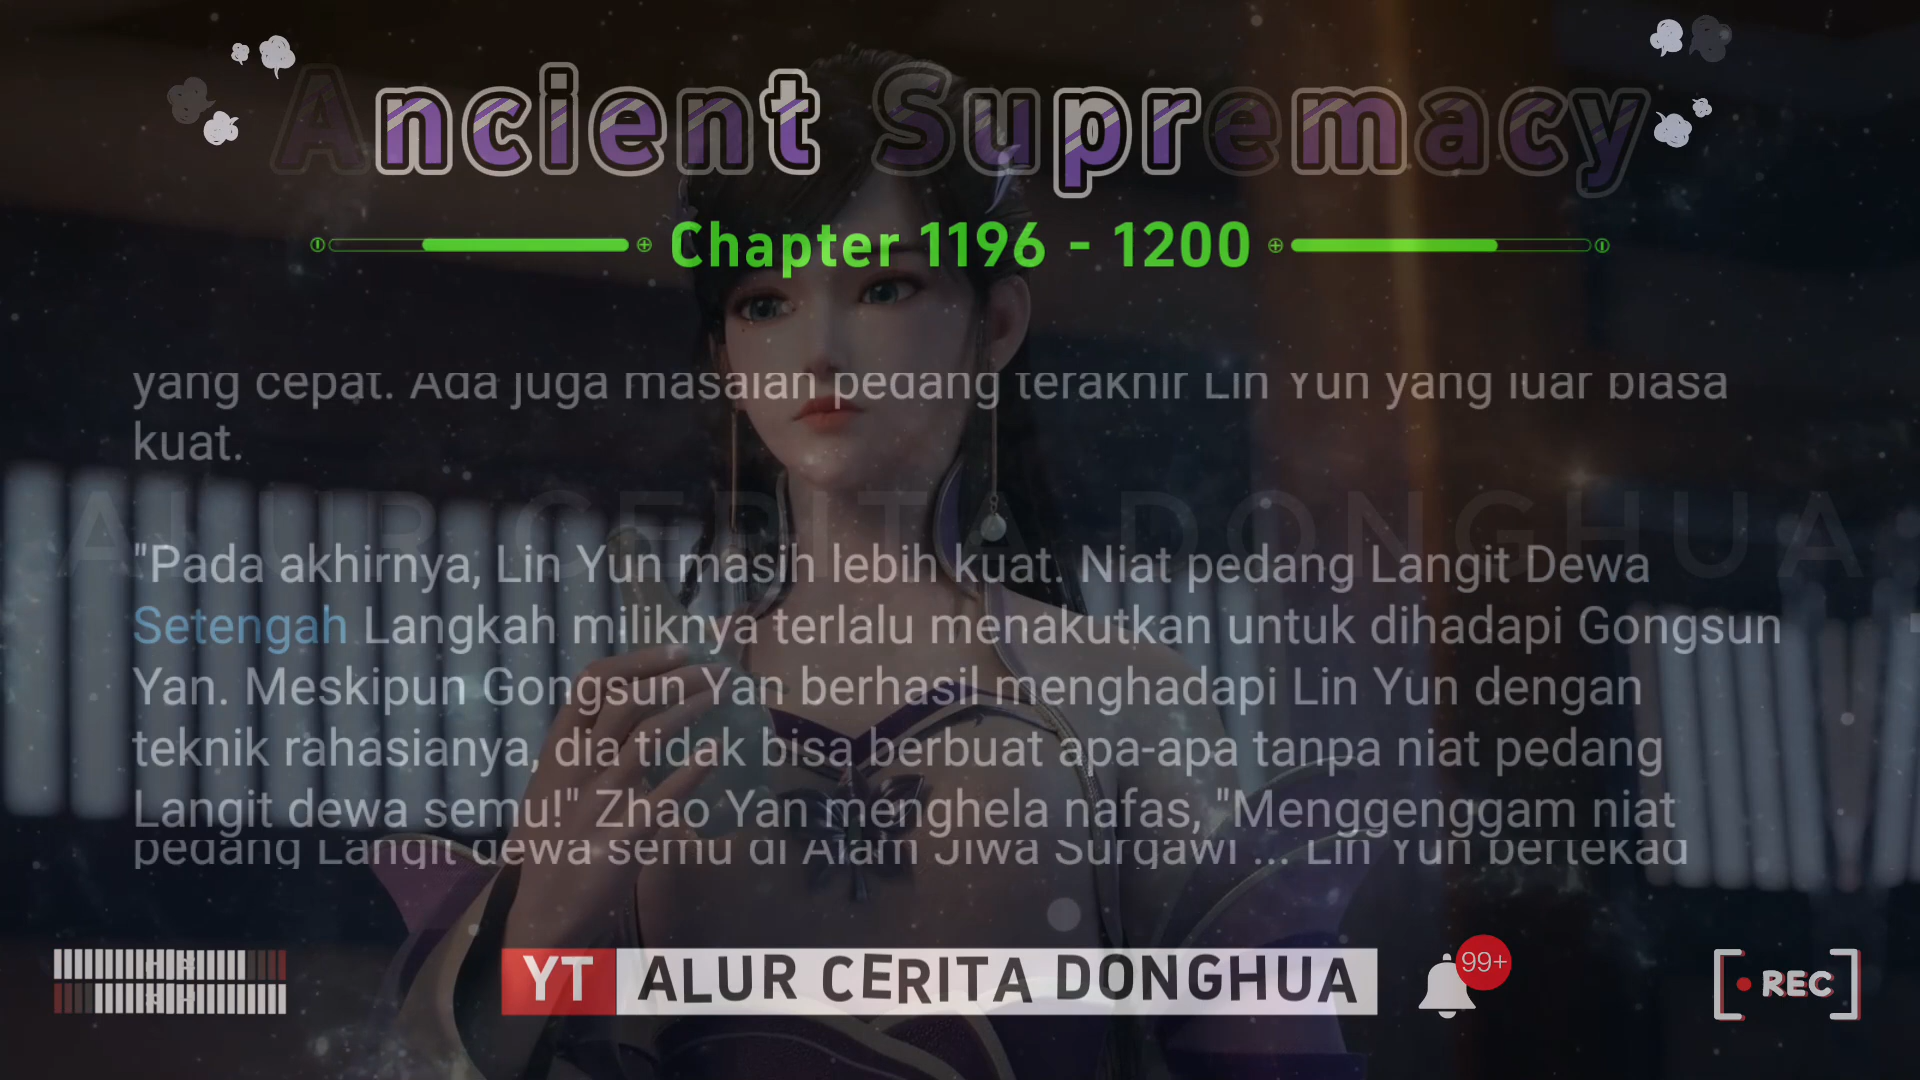 Ancient Supremacy
Chapter 1196 - 1200
yang cepat. Ada juga masalah pedang terakhir Lin Yun yang luar biasa
kuat.
ALUR CERITA DONGHUA
"Pada akhirnya, Lin Yun masih lebih kuat. Niat pedang Langit Dewa
Setengah Langkah miliknya terlalu menakutkan untuk dihadapi Gongsun
Yan. Meskipun Gongsun Yan berhasil menghadapi Lin Yun dengan
teknik rahasianya, dia tidak bisa berbuat apa-apa tanpa niat pedang
Langit dewa semu!" Zhao Yan menghela nafas, "Menggenggam niat
pedang Langit dewa semu di Alam Jiwa Surgawi ... Lin Yun bertekad
YT ALUR CERITA DONGHUA
99+
REC